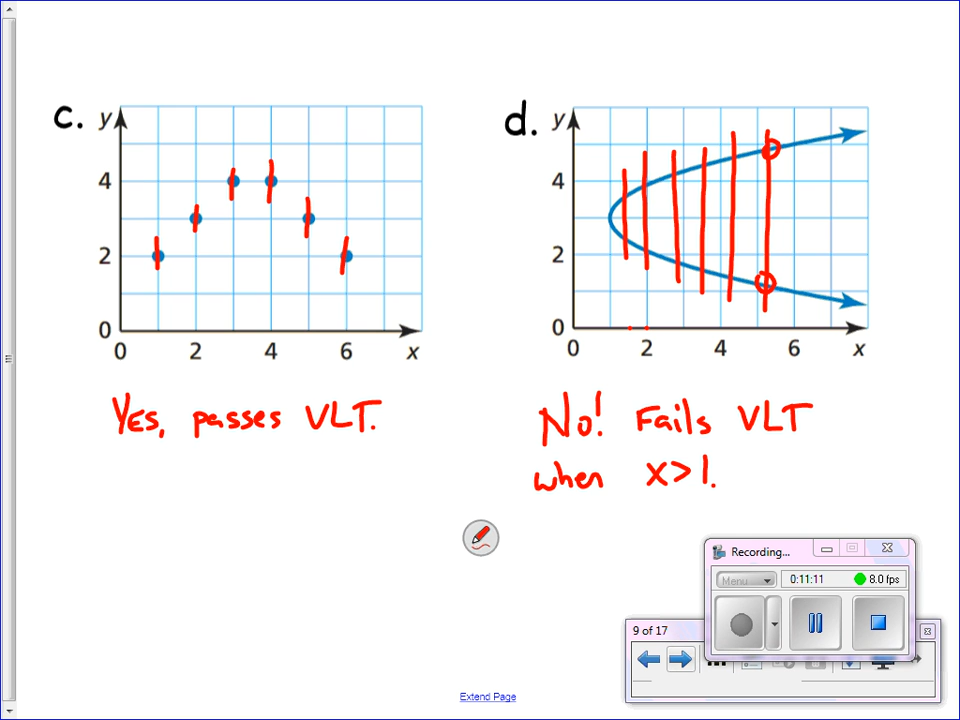 c.
y
4
2
0
0 2 4 6 x
Yes, passes VLT.
d.
y
4
2
0
0 2 4 6 x
No! Fails VLT
when x>1.
Recording...
Menu
0:11:11
8.0 fps
9 of 17
Extend Page